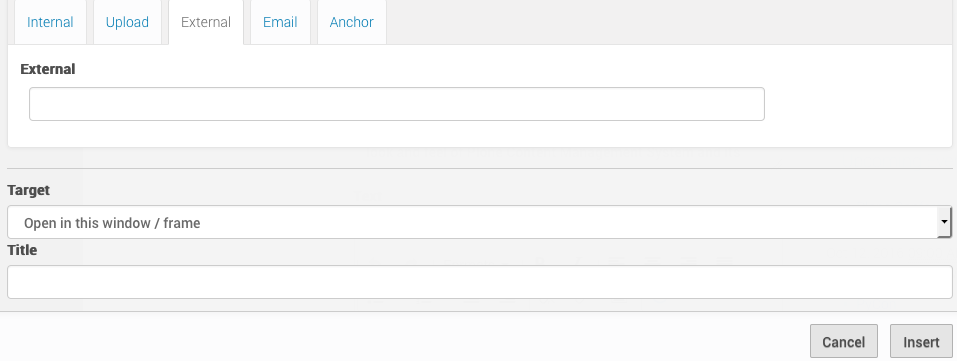 Internal Upload External Email Anchor
External
Target
Open in this window / frame
Title
Cancel Insert